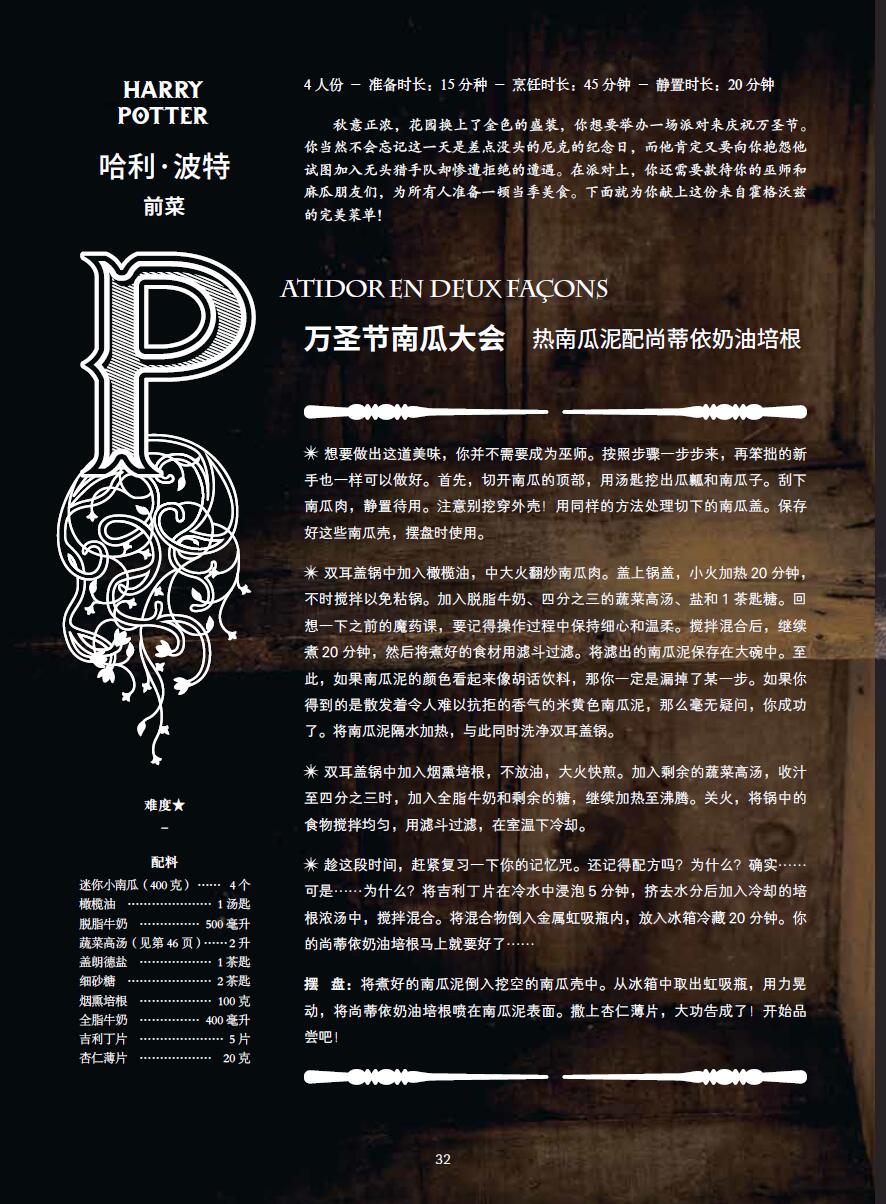 HARRY
POTTER
哈利·波特
前菜
4 人份 – 准备时长：15 分种 – 烹饪时长：45 分钟 – 静置时长：20 分钟
秋意正浓，花园换上了金色的盛装，你想要举办一场派对来庆祝万圣节。
你当然不会忘记这一天是差点没头的尼克的纪念日，而他肯定又要向你抱怨他
试图加入无头猎手队却惨遭拒绝的遭遇。在派对上，你还需要款待你的巫师和
麻瓜朋友们，为所有人准备一顿当季美食。下面就为你献上这份来自霍格沃兹
的完美菜单！
PATIDOR EN DEUX FAÇONS
万圣节南瓜大会 热南瓜泥配尚蒂依奶油培根
想要做出这道美味，你并不需要成为巫师。按照步骤一步步来，再笨拙的新
手也一样可以做好。首先，切开南瓜的顶部，用汤匙挖出瓜瓤和南瓜子。刮下
南瓜肉，静置待用。注意别挖穿外壳！用同样的方法处理切下的南瓜盖。保存
好这些南瓜壳，摆盘时使用。
双耳盖锅中加入橄榄油，中大火翻炒南瓜肉。盖上锅盖，小火加热 20 分钟，
不时搅拌以免粘锅。加入脱脂牛奶、四分之三的蔬菜高汤、盐和 1 茶匙糖。回
想一下之前的魔药课，要记得操作过程中保持细心和温柔。搅拌混合后，继续
煮 20 分钟，然后将煮好的食材用滤斗过滤。将滤出的南瓜泥保存在大碗中。至
此，如果南瓜泥的颜色看起来像胡话饮料，那你一定是漏掉了某一步。如果你
得到的是散发着令人难以抗拒的香气的米黄色南瓜泥，那么毫无疑问，你成功
了。将南瓜泥隔水加热，与此同时洗净双耳盖锅。
双耳盖锅中加入烟熏培根，不放油，大火快煎。加入剩余的蔬菜高汤，收汁
至四分之三时，加入全脂牛奶和剩余的糖，继续加热至沸腾。关火，将锅中的
食物搅拌均匀，用滤斗过滤，在室温下冷却。
趁这段时间，赶紧复习一下你的记忆咒。还记得配方吗？为什么？确实……
可是……为什么？将吉利丁片在冷水中浸泡 5 分钟，挤去水分后加入冷却的培
根浓汤中，搅拌混合。将混合物倒入金属虹吸瓶内，放入冰箱冷藏 20 分钟。你
的尚蒂依奶油培根马上就要好了……
摆 盘：将煮好的南瓜泥倒入挖空的南瓜壳中。从冰箱中取出虹吸瓶，用力晃
动，将尚蒂依奶油培根喷在南瓜泥表面。撒上杏仁薄片，大功告成了！开始品
尝吧！
难度★
–
配料
迷你小南瓜（400 克）…… 4 个
橄榄油 ………………… 1 汤匙
脱脂牛奶 …………… 500 毫升
蔬菜高汤（见第 46 页）……2 升
盖朗德盐 ……………… 1 茶匙
细砂糖 ………………… 2 茶匙
烟熏培根 ……………… 100 克
全脂牛奶 …………… 400 毫升
吉利丁片 ………………… 5 片
杏仁薄片 ……………… 20 克
32